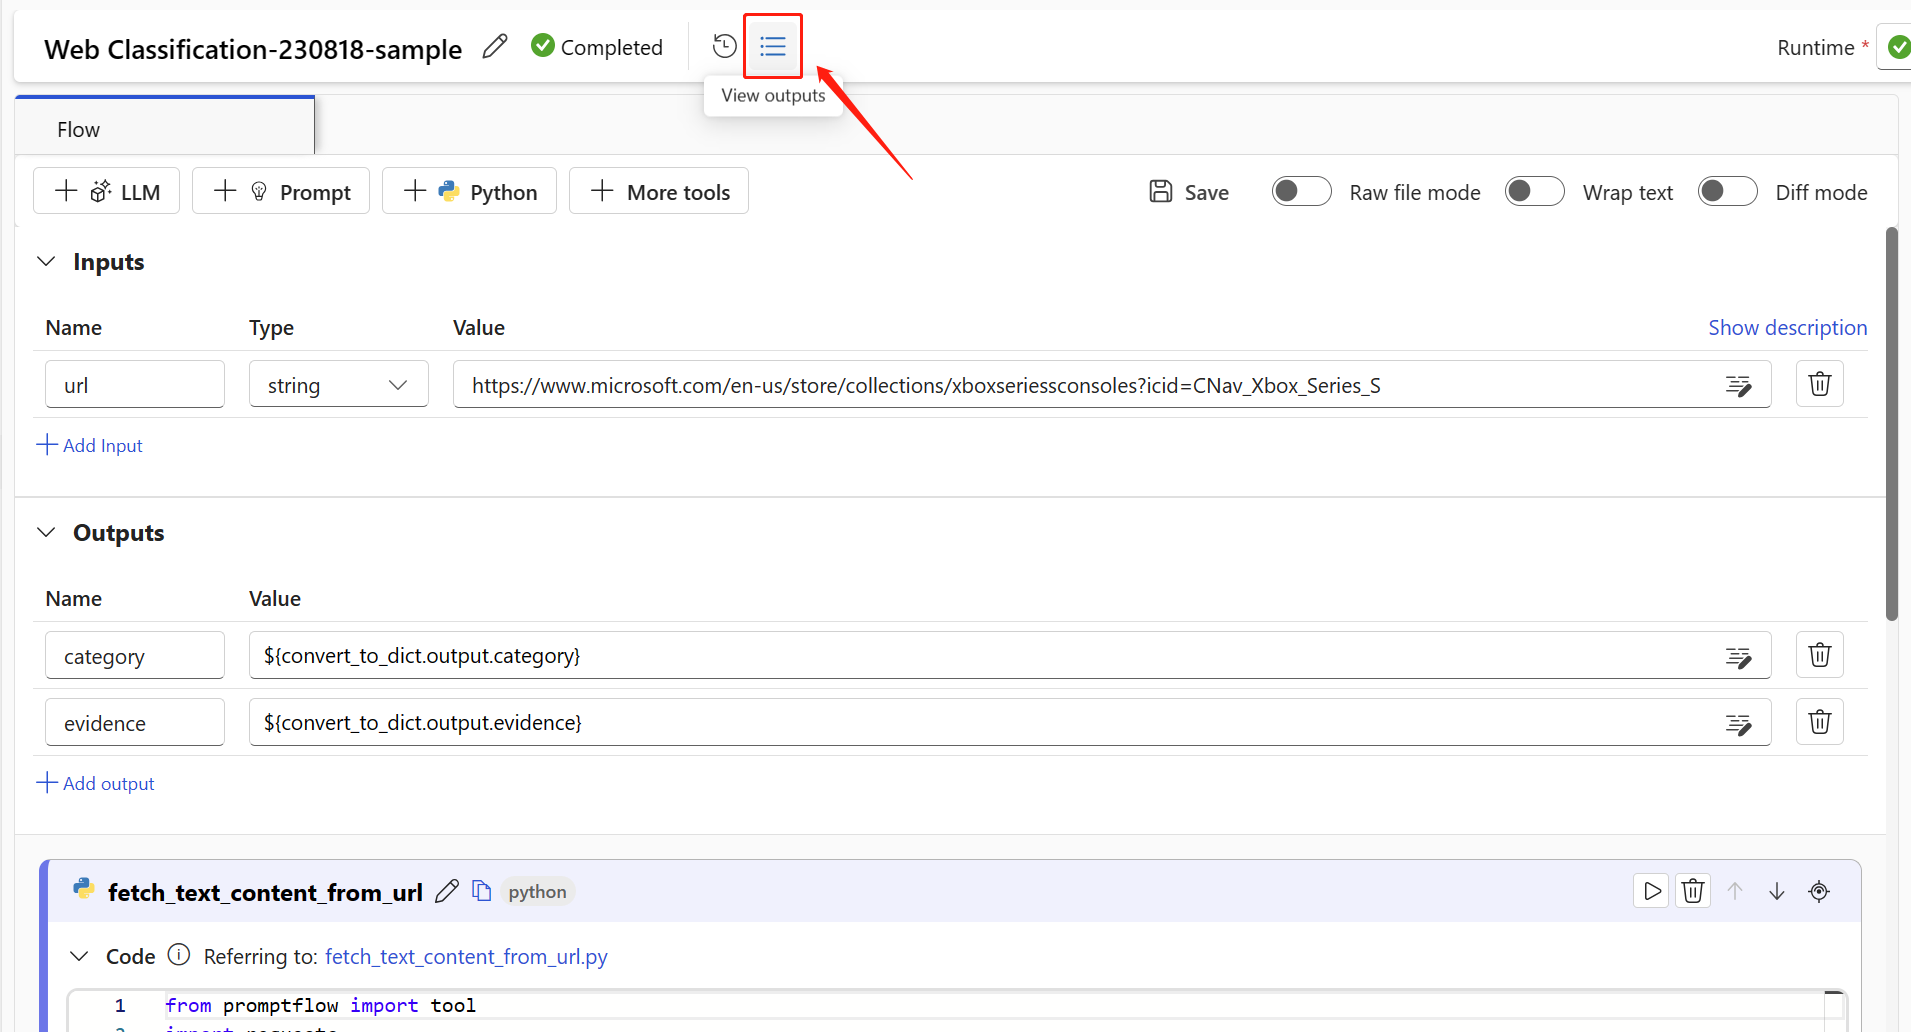 Web Classification-230818-sample Completed Runtime *
View outputs
Flow
LLM Prompt Python More tools Save Raw file mode Wrap text Diff mode
Inputs
Name Type Value Show description
url string https://www.microsoft.com/en-us/store/collections/xboxseriessconsoles?icid=CNav_Xbox_Series_S
Add Input
Outputs
Name Value
category ${convert_to_dict.output.category}
evidence ${convert_to_dict.output.evidence}
Add output
fetch_text_content_from_url python
Code Referring to: fetch_text_content_from_url.py
1 from promptflow import tool